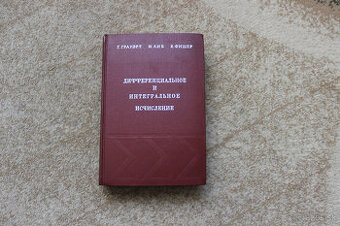 Г. ГРАУЭРТ И. ЛИБ В. ФИШЕР
ДИФФЕРЕНЦИАЛЬНОЕ
И
ИНТЕГРАЛЬНОЕ
ИСЧИСЛЕНИЕ